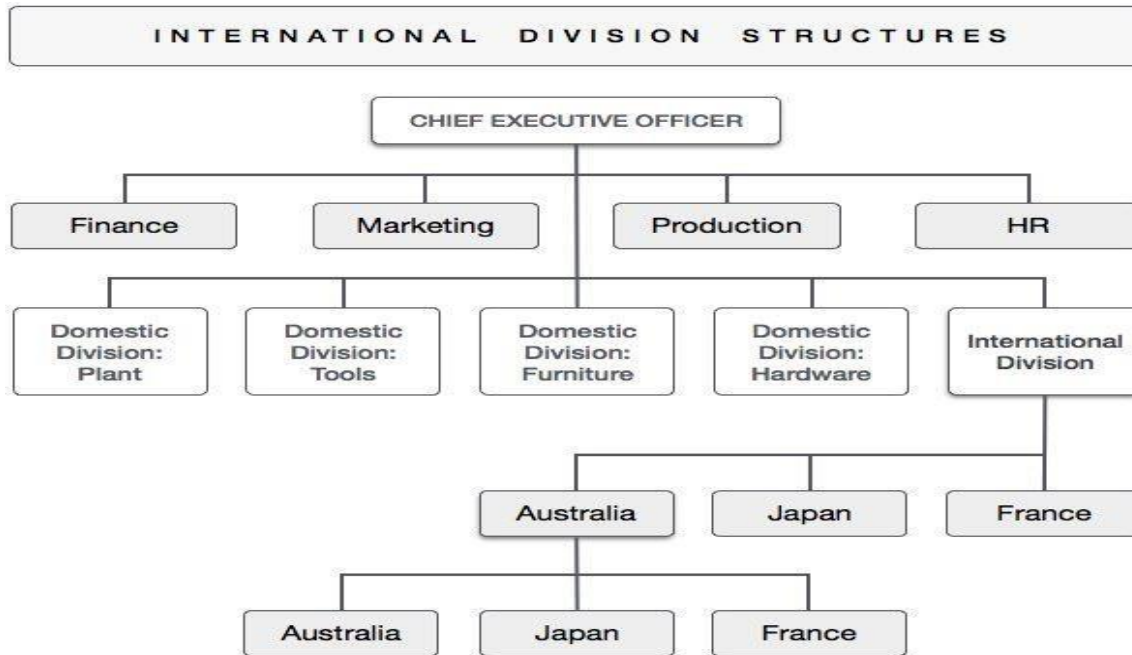 INTERNATIONAL DIVISION STRUCTURES
CHIEF EXECUTIVE OFFICER
Finance
Marketing
Production
HR
Domestic
Division:
Plant
Domestic
Division:
Tools
Domestic
Division:
Furniture
Domestic
Division:
Hardware
International
Division
Australia
Japan
France
Australia
Japan
France